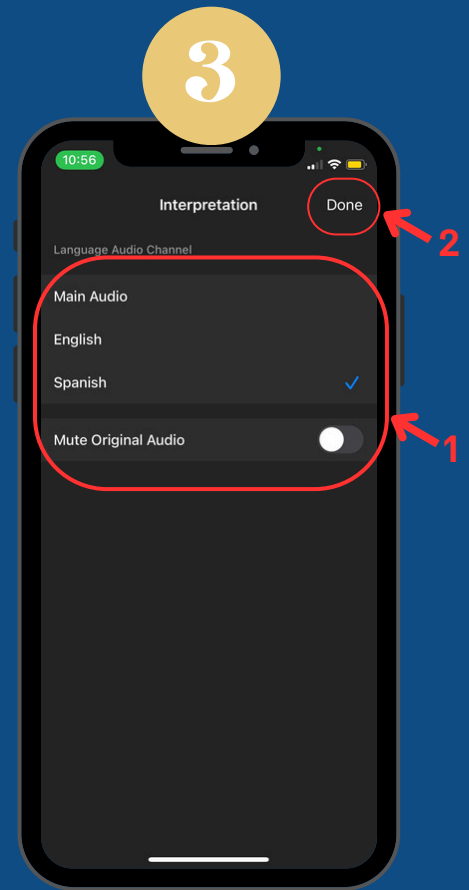 3
10:56
Interpretation
Done
2
Language Audio Channel
Main Audio
English
Spanish
1
Mute Original Audio